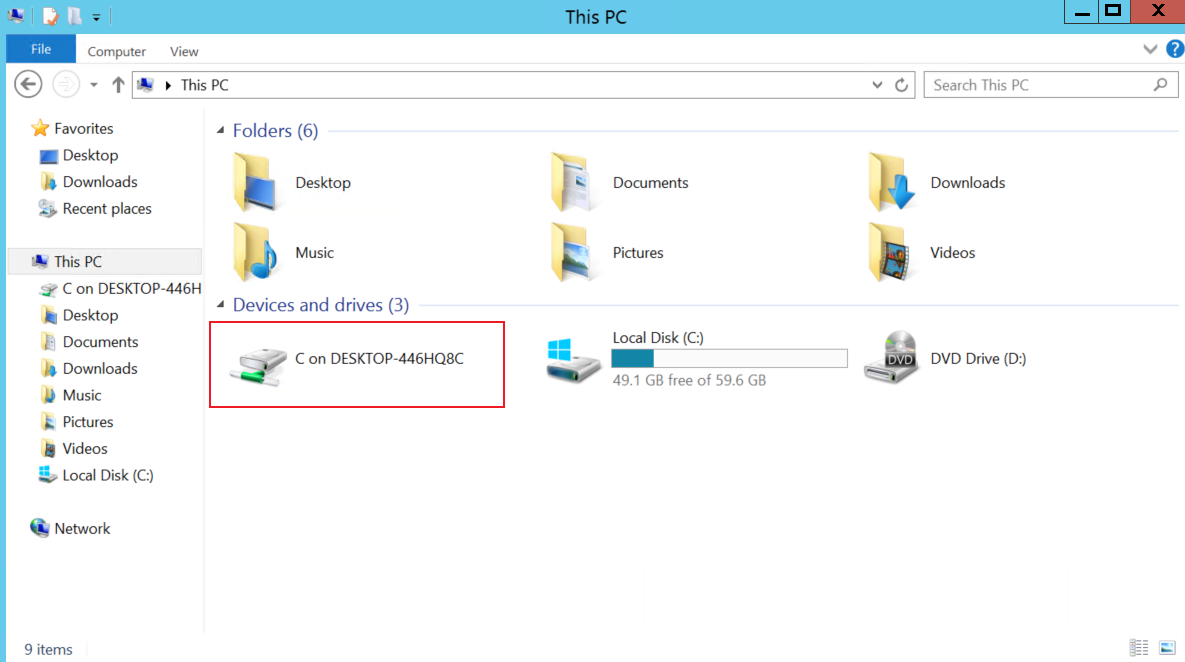 This PC
File
Computer
View
This PC
Search This PC
Favorites
Desktop
Downloads
Recent places
This PC
C on DESKTOP-446H
Desktop
Documents
Downloads
Music
Pictures
Videos
Local Disk (C:)
Network
Folders (6)
Desktop
Documents
Downloads
Music
Pictures
Videos
Devices and drives (3)
C on DESKTOP-446HQ8C
Local Disk (C:)
49.1 GB free of 59.6 GB
DVD
DVD Drive (D:)
9 items